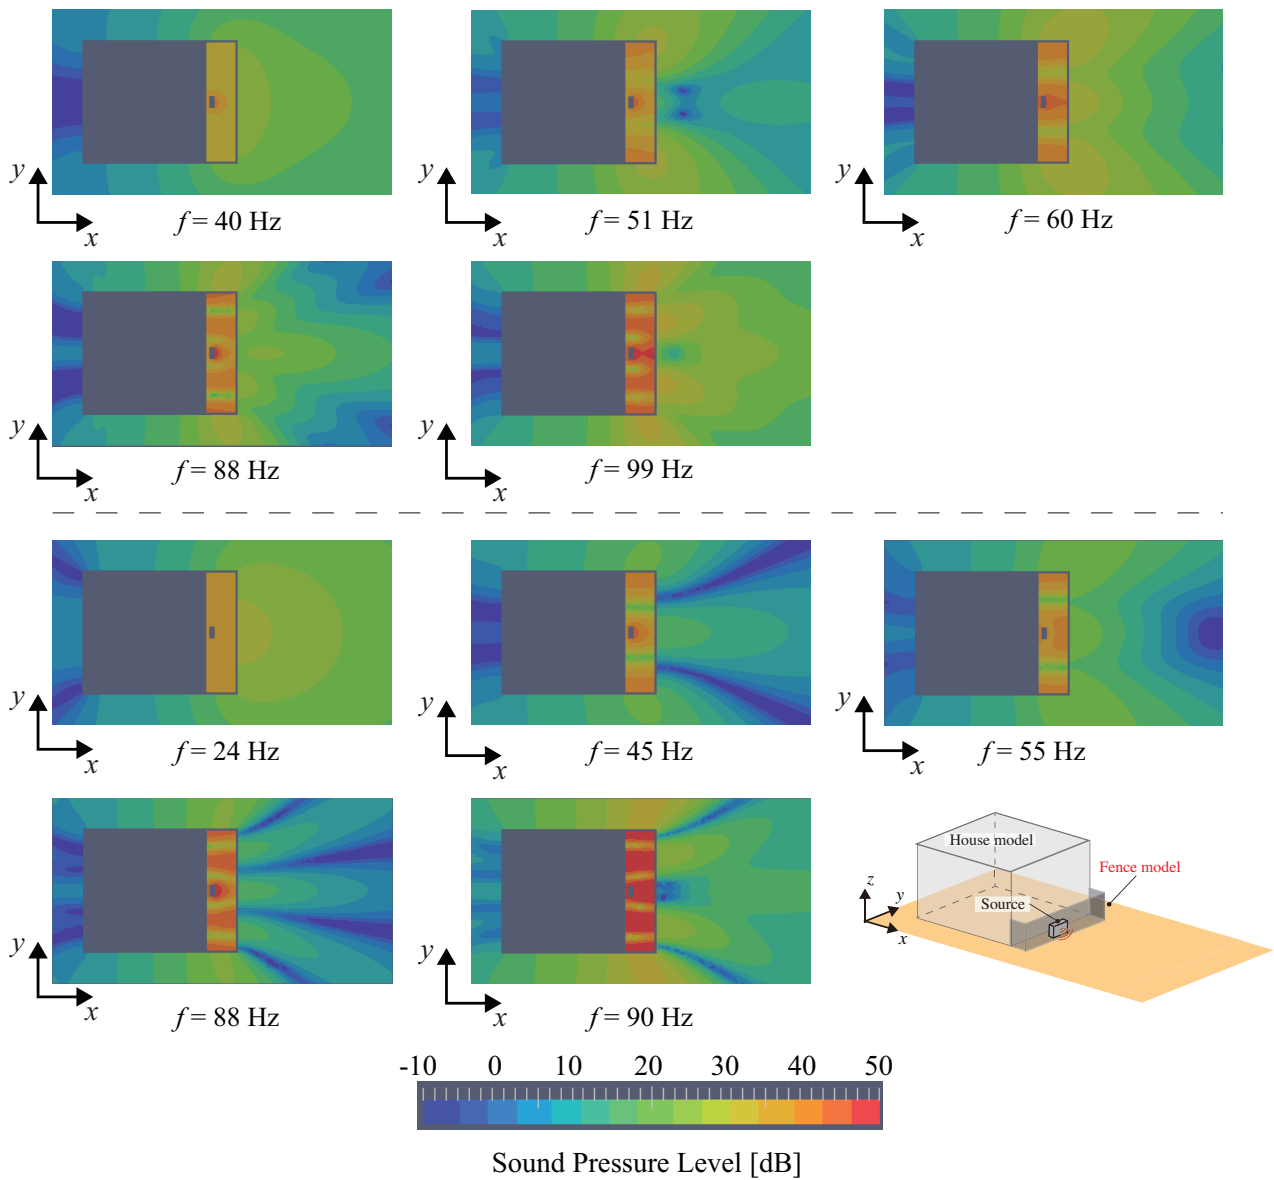 y
x
f = 40 Hz
y
x
f = 51 Hz
y
x
f = 60 Hz
y
x
f = 88 Hz
y
x
f = 99 Hz
y
x
f = 24 Hz
y
x
f = 45 Hz
y
x
f = 55 Hz
y
x
f = 88 Hz
y
x
f = 90 Hz
House model
Fence model
Source
z
y
x
-10 0 10 20 30 40 50
Sound Pressure Level [dB]